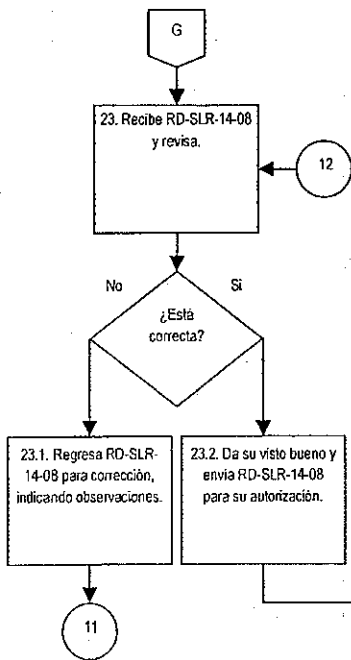 G
23. Recibe RD-SLR-14-08
y revisa.
12
No
Si
¿Está
correcta?
23.1. Regresa RD-SLR-
14-08 para corrección,
indicando observaciones.
23.2. Da su visto bueno y
envia RD-SLR-14-08
para su autorización.
11